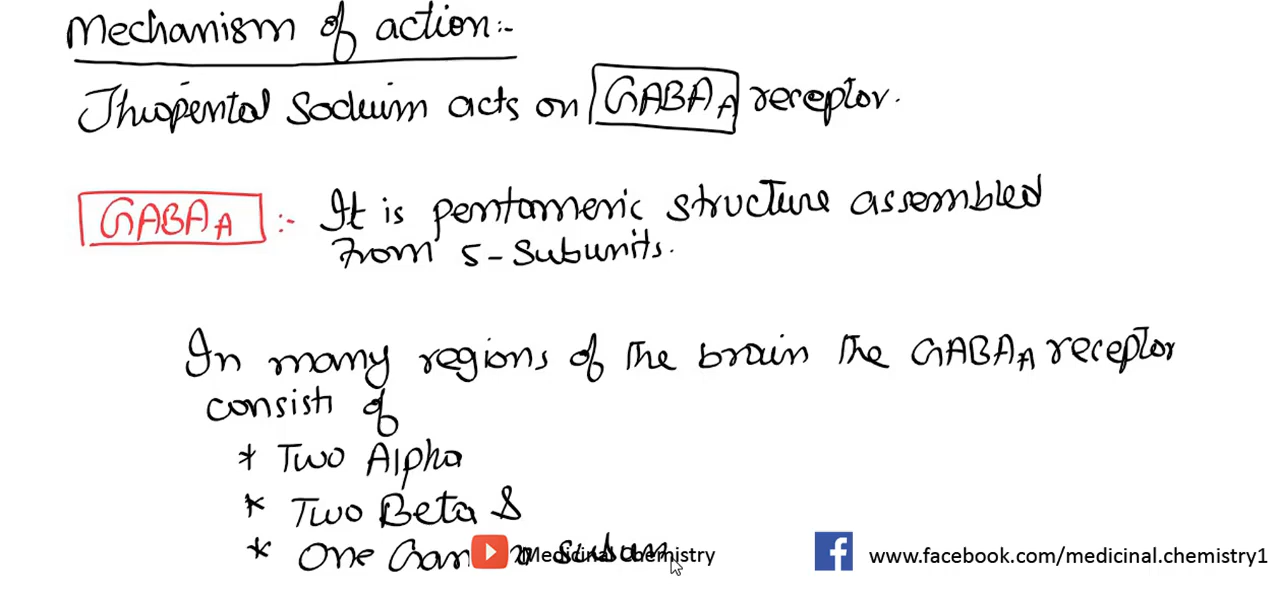 Mechanism of action:-
Thiopental Soduim acts on GABAA receptor.
GABAA :- It is pentameric structure assembled
from 5-Subunits.
In many regions of the brain the GABAA receptor
consists of
* Two Alpha
* Two Beta &
* One
Medicinal Chemistry
www.facebook.com/medicinal.chemistry1